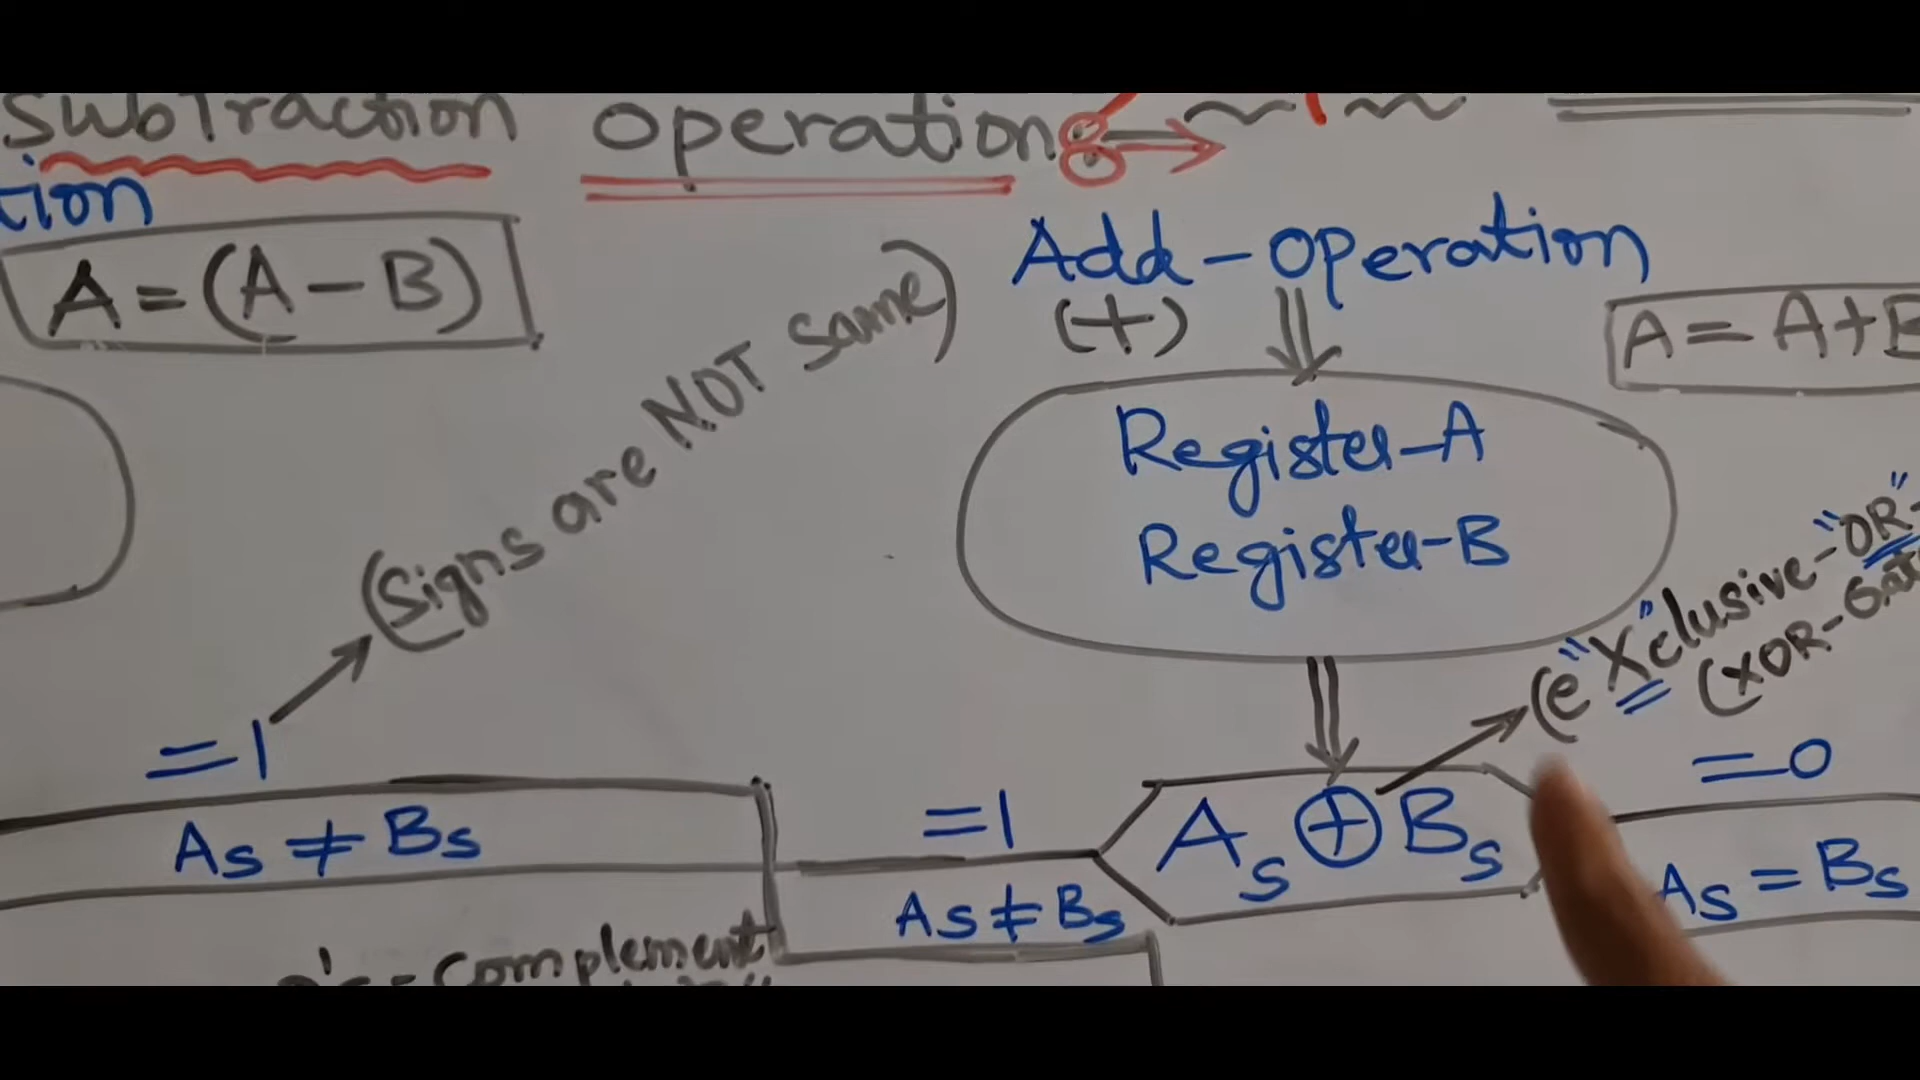 Subtraction Operation:
tion
A = (A - B)
Add - Operation
(+)
A = A + B
(Signs are NOT Same)
Register-A
Register-B
(e"X"clusive-"OR"-
(XOR-Gat
= 1
As ≠ Bs
= 1
As ≠ Bs
As ⊕ Bs
= 0
As = Bs
- Complement